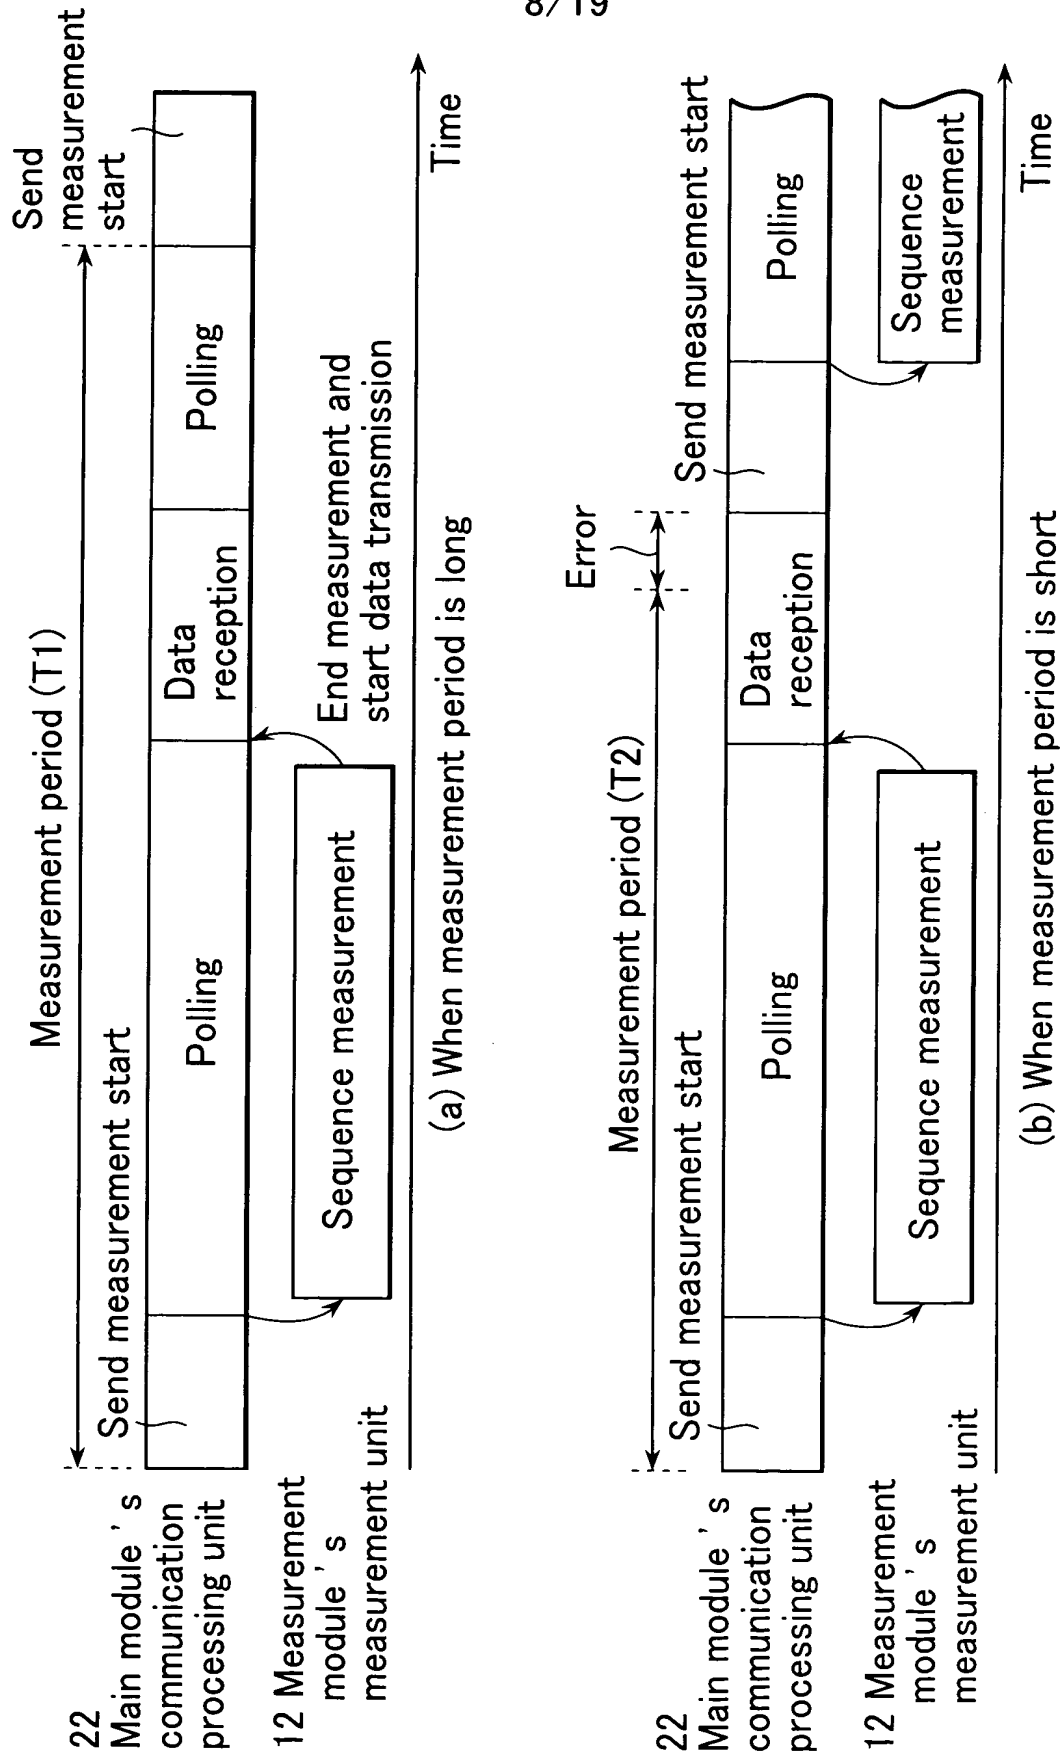 8/19
Measurement period (T1)
Send
measurement
start
Send measurement start
22
Main module's
communication
processing unit
Polling
Data
reception
Polling
12 Measurement
module's
measurement unit
Sequence measurement
End measurement and
start data transmission
Time
(a) When measurement period is long
Measurement period (T2)
Error
Send measurement start
Send measurement start
22
Main module's
communication
processing unit
Polling
Data
reception
Polling
12 Measurement
module's
measurement unit
Sequence measurement
Sequence
measurement
Time
(b) When measurement period is short